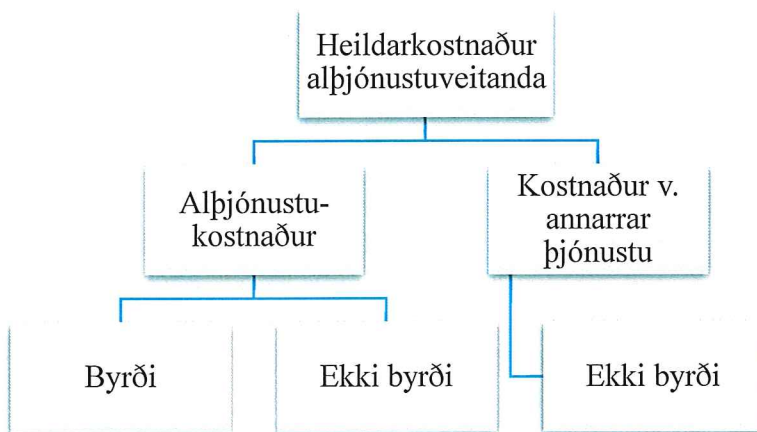 Heildarkostnaður
alþjónustuveitanda
Alþjónustu-
kostnaður
Kostnaður v.
annarrar
þjónustu
Byrði
Ekki byrði
Ekki byrði